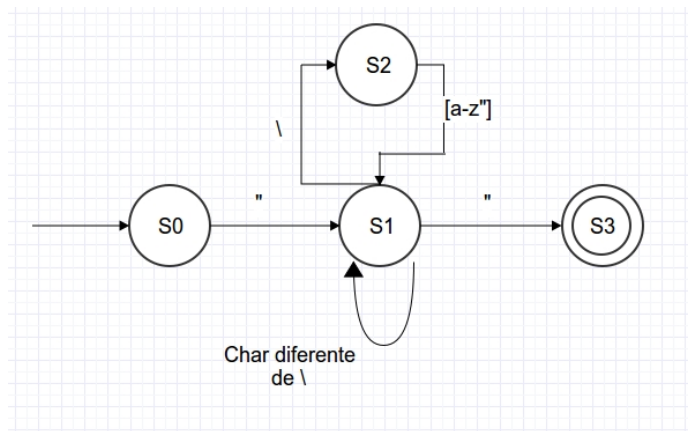 S2
[a-z"]
\
"
"
S0
S1
S3
Char diferente
de \